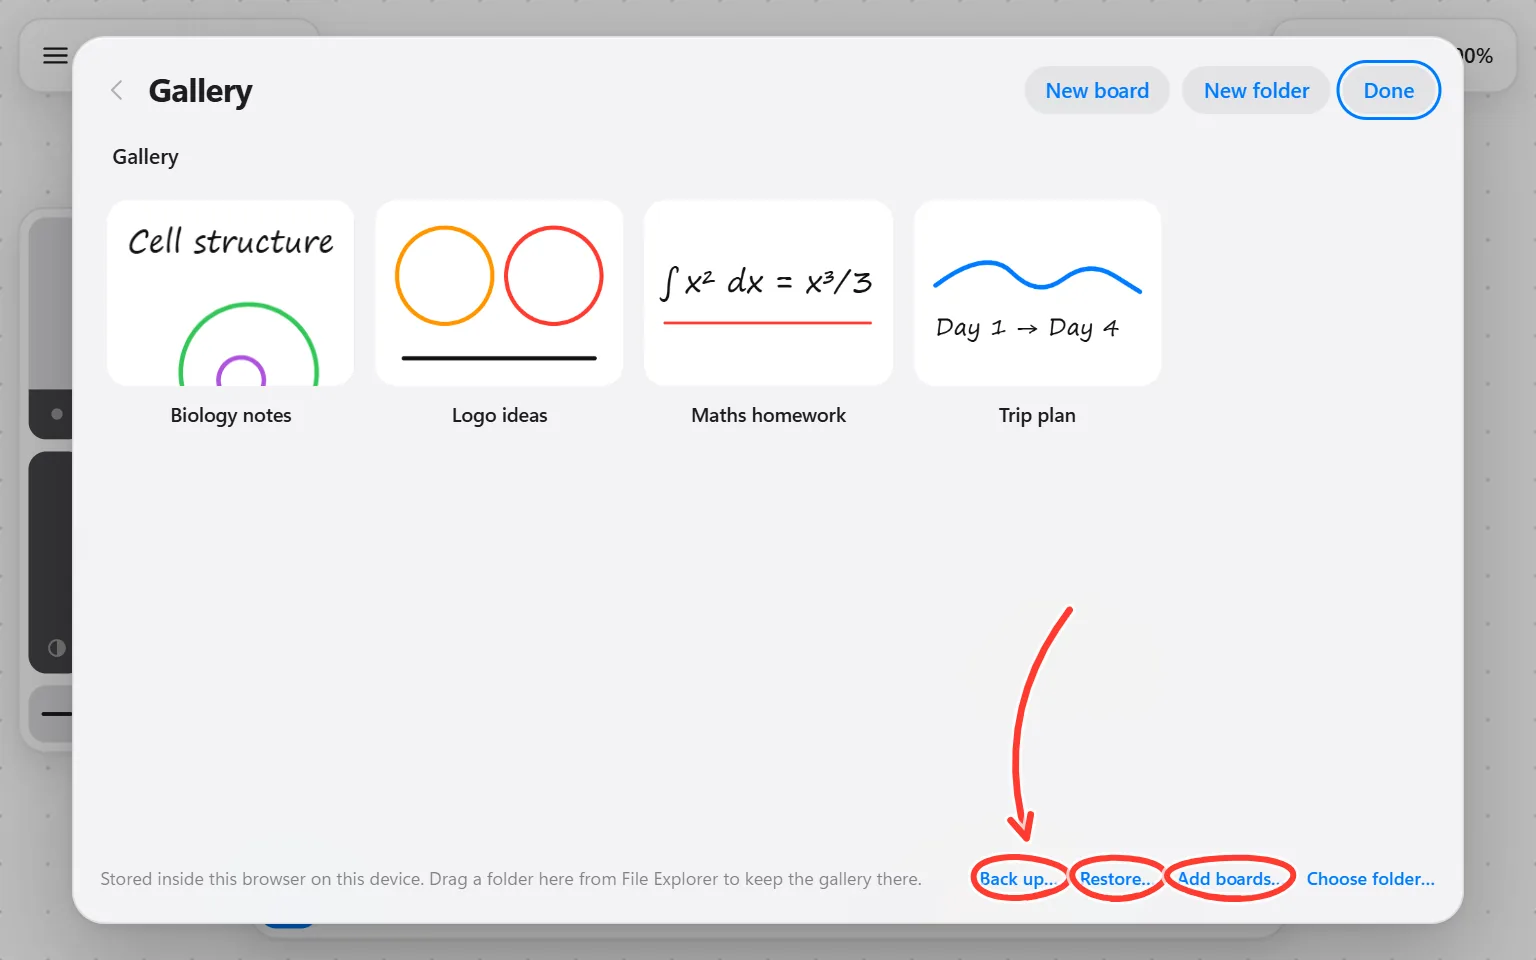 00%
Gallery
New board
New folder
Done
Gallery
Cell structure
∫ x² dx = x³/3
Day 1 → Day 4
Biology notes
Logo ideas
Maths homework
Trip plan
Stored inside this browser on this device. Drag a folder here from File Explorer to keep the gallery there.
Back up...
Restore...
Add boards...
Choose folder...